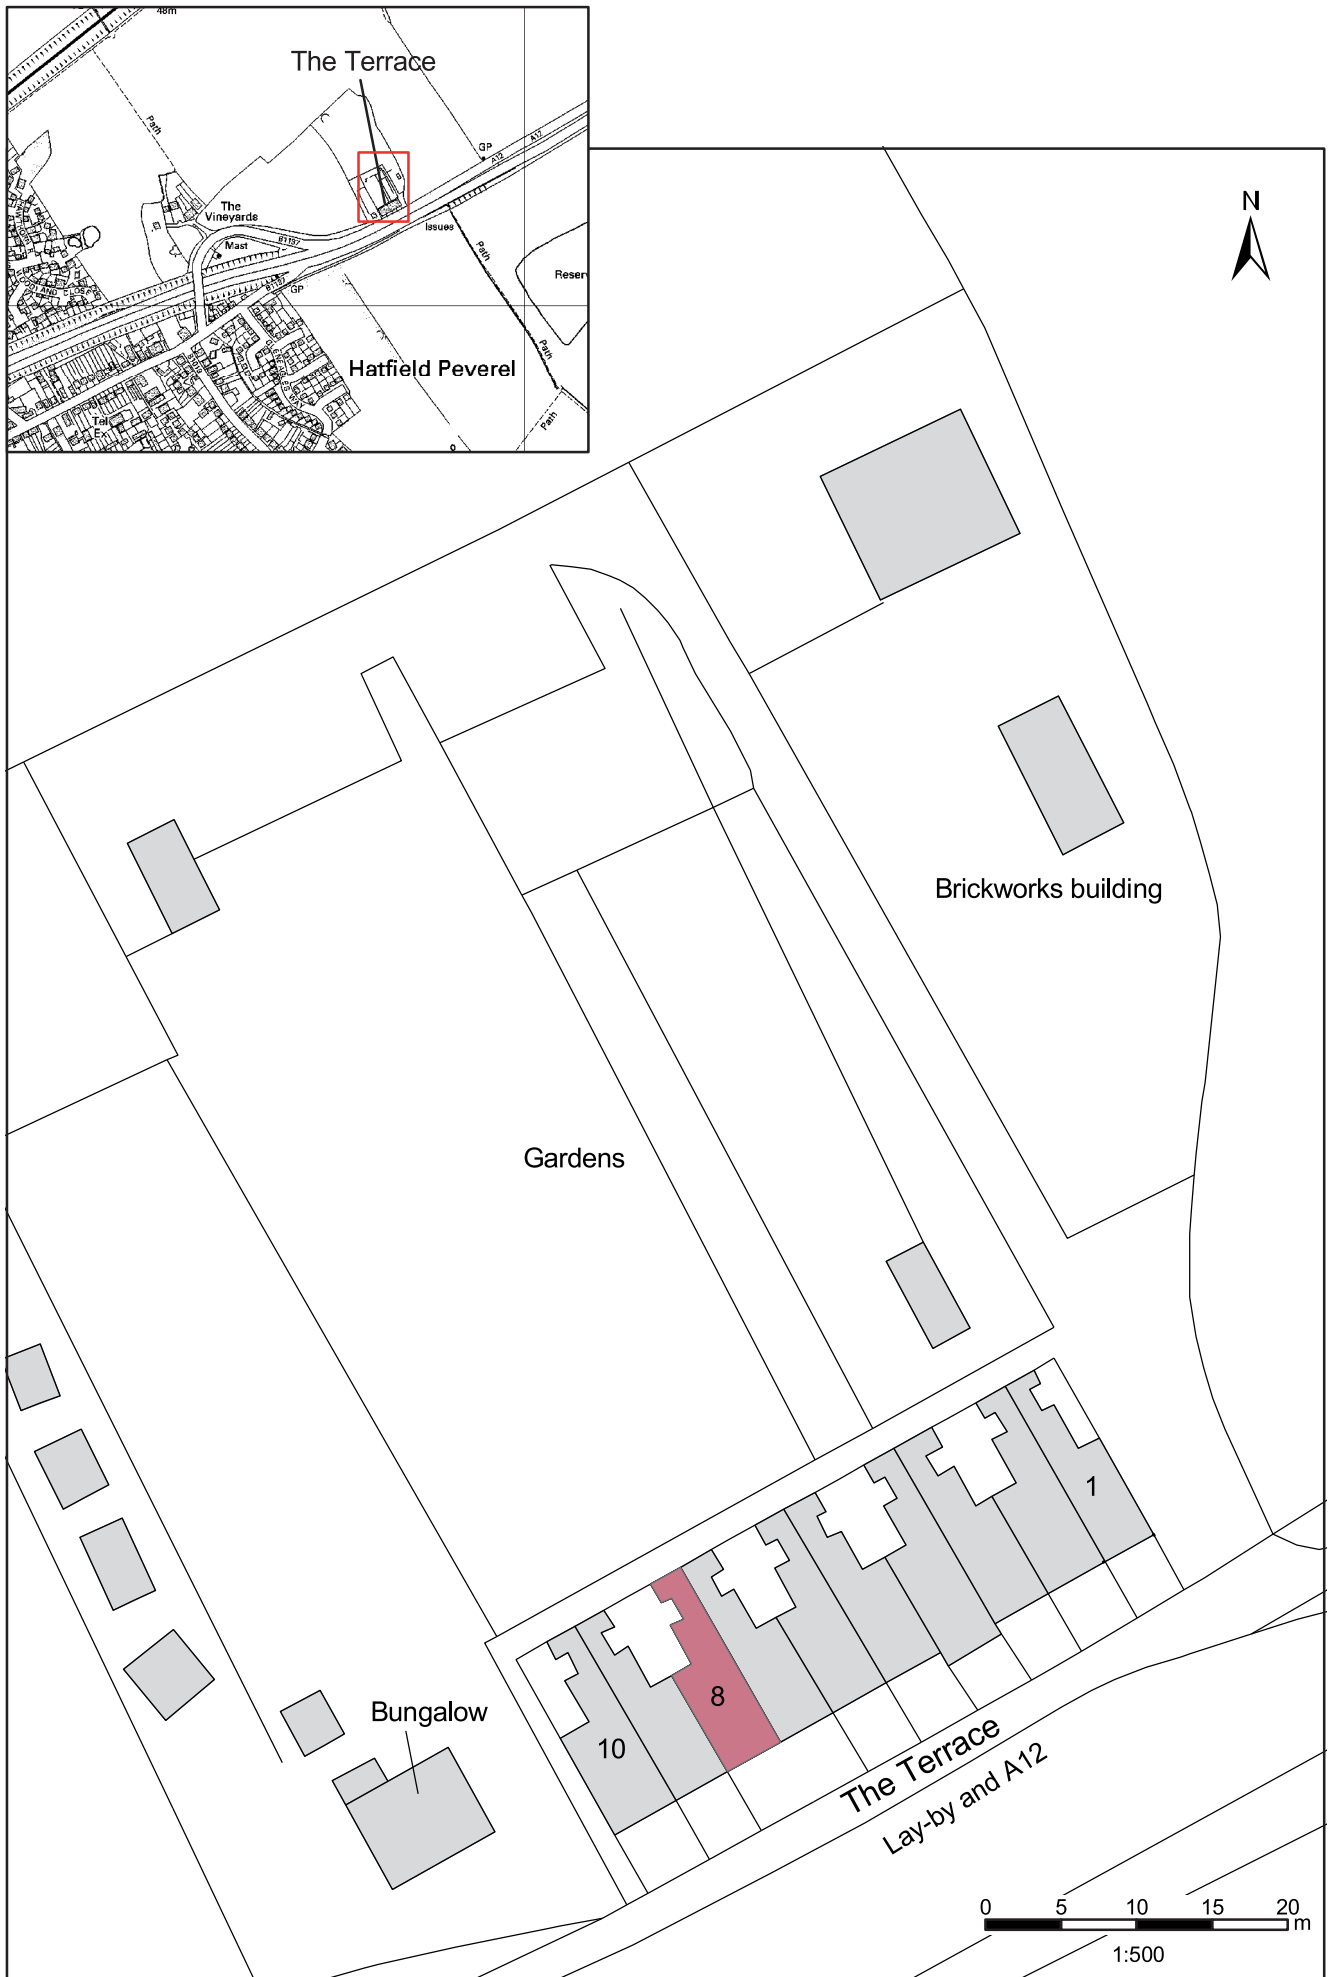 48m
The Terrace
Path
GP
A12
A12
The
Vineyards
Mast
B1137
Issues
Path
Reser
B1137
GP
Path
Hatfield Peverel
Path
Tel
Ex
N
Brickworks building
Gardens
1
8
10
Bungalow
The Terrace
Lay-by and A12
0 5 10 15 20
m
1:500